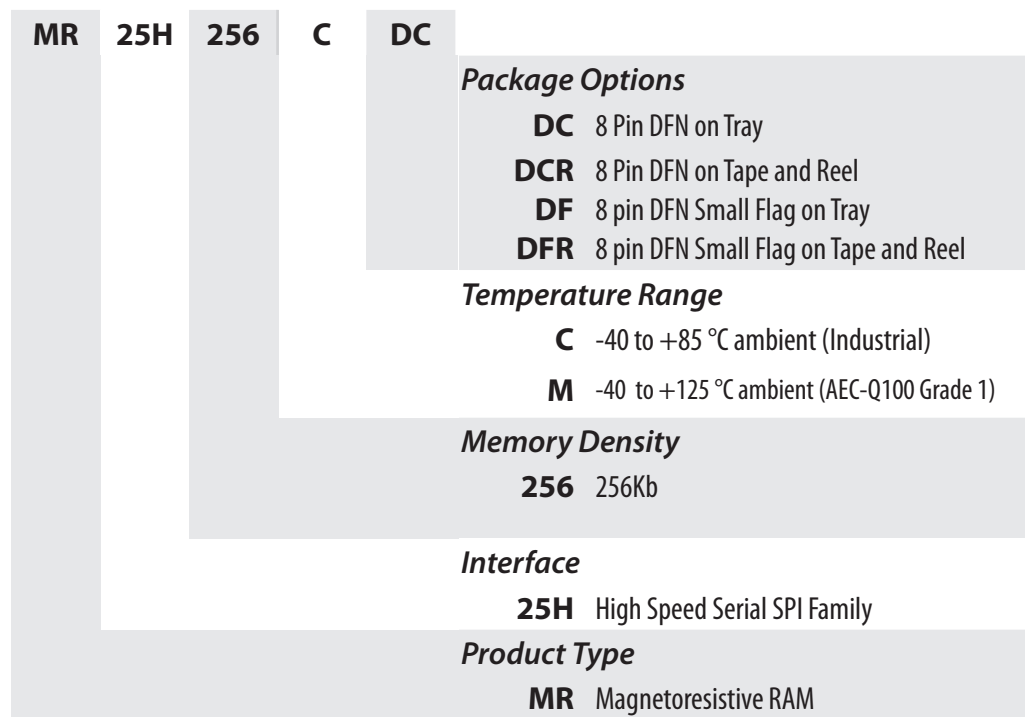 MR 25H 256 C DC
Package Options
DC 8 Pin DFN on Tray
DCR 8 Pin DFN on Tape and Reel
DF 8 pin DFN Small Flag on Tray
DFR 8 pin DFN Small Flag on Tape and Reel
Temperature Range
C -40 to +85 °C ambient (Industrial)
M -40 to +125 °C ambient (AEC-Q100 Grade 1)
Memory Density
256 256Kb
Interface
25H High Speed Serial SPI Family
Product Type
MR Magnetoresistive RAM